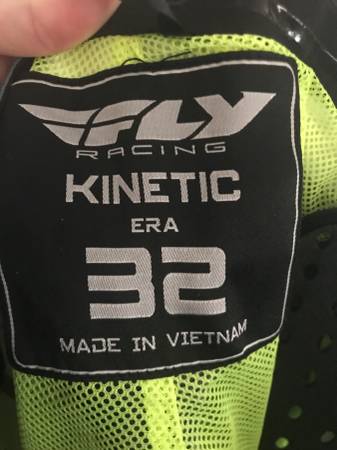 FLY
RACING
KINETIC
ERA
32
MADE IN VIETNAM